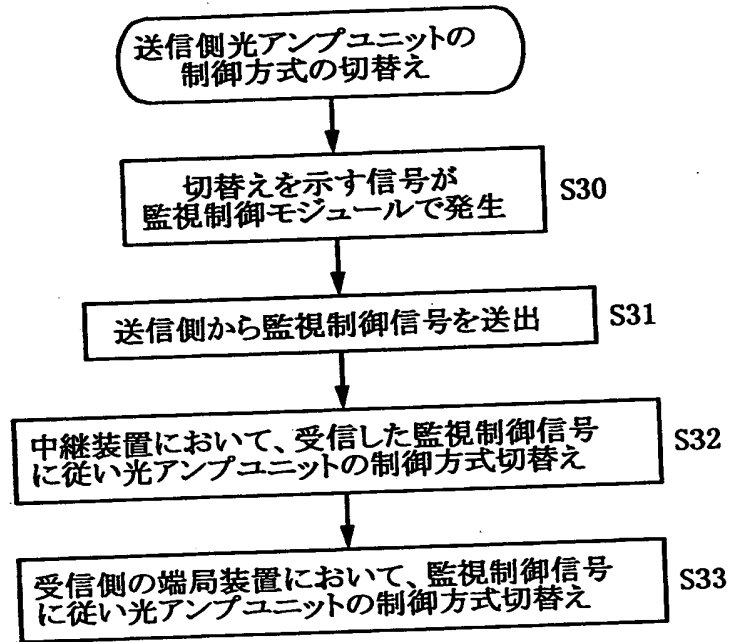 送信側光アンプユニットの
制御方式の切替え
切替えを示す信号が
監視制御モジュールで発生
S30
送信側から監視制御信号を送出
S31
中継装置において、受信した監視制御信号
に従い光アンプユニットの制御方式切替え
S32
受信側の端局装置において、監視制御信号
に従い光アンプユニットの制御方式切替え
S33